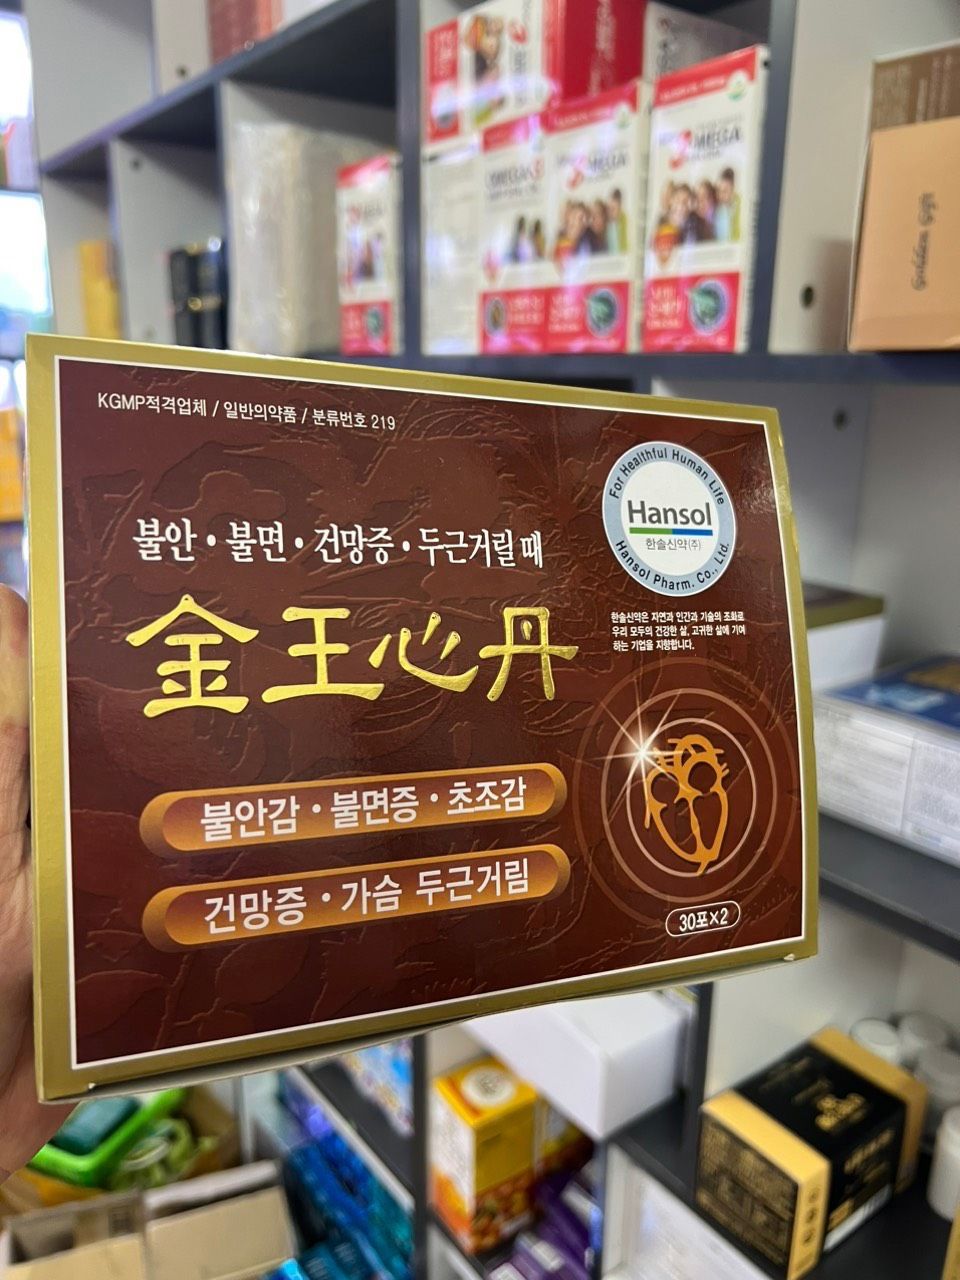 KGMP적격업체 / 일반의약품 / 분류번호 219
불안 • 불면 • 건망증 • 두근거릴 때
金王心丹
불안감 • 불면증 • 초조감
건망증 • 가슴 두근거림
For Healthful Human Life
Hansol
한솔신약(주)
Hansol Pharm. Co., Ltd.
한솔신약은 자연과 인간과 기술의 조화로
우리 모두의 건강한 삶, 고귀한 삶에 기여
하는 기업을 지향합니다.
30포×2
OMEGA3
3 OMEGA
3 OMEGA